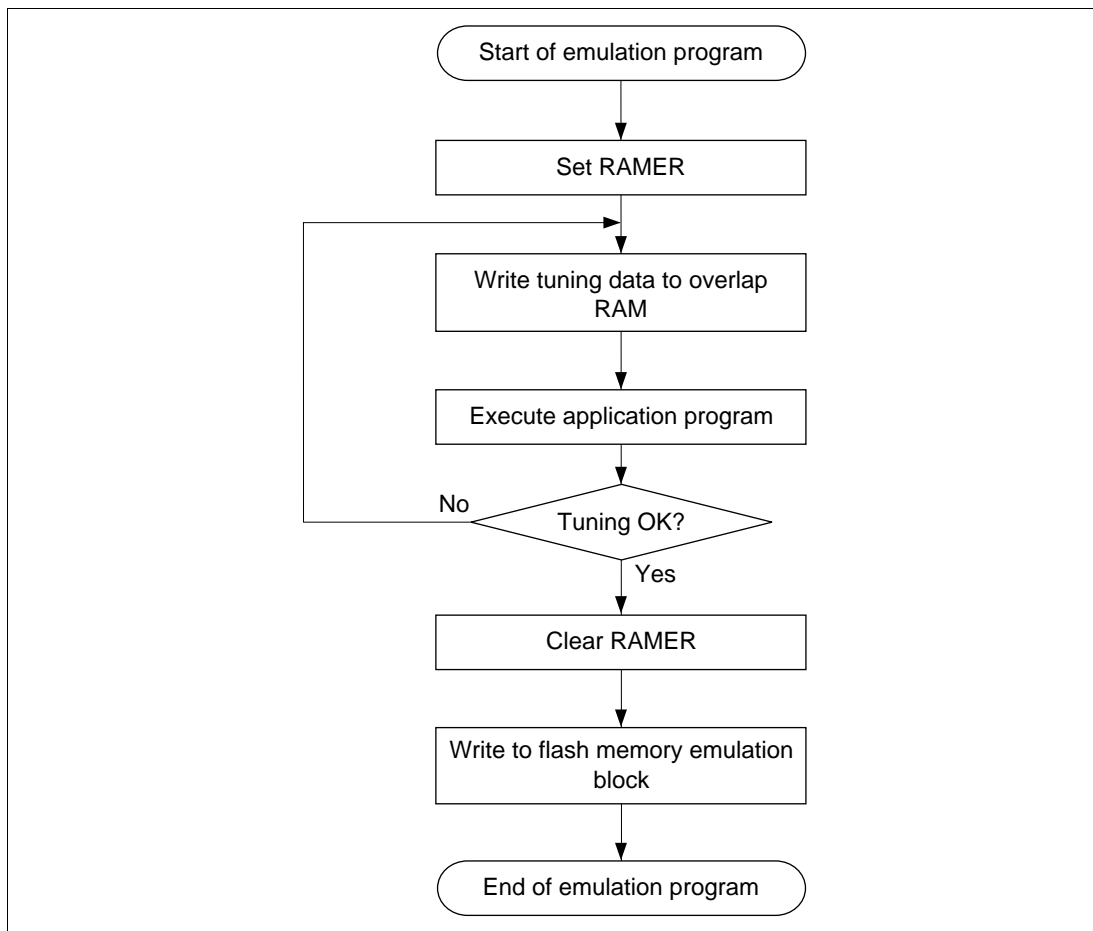 Start of emulation program
Set RAMER
Write tuning data to overlap
RAM
Execute application program
No
Tuning OK?
Yes
Clear RAMER
Write to flash memory emulation
block
End of emulation program